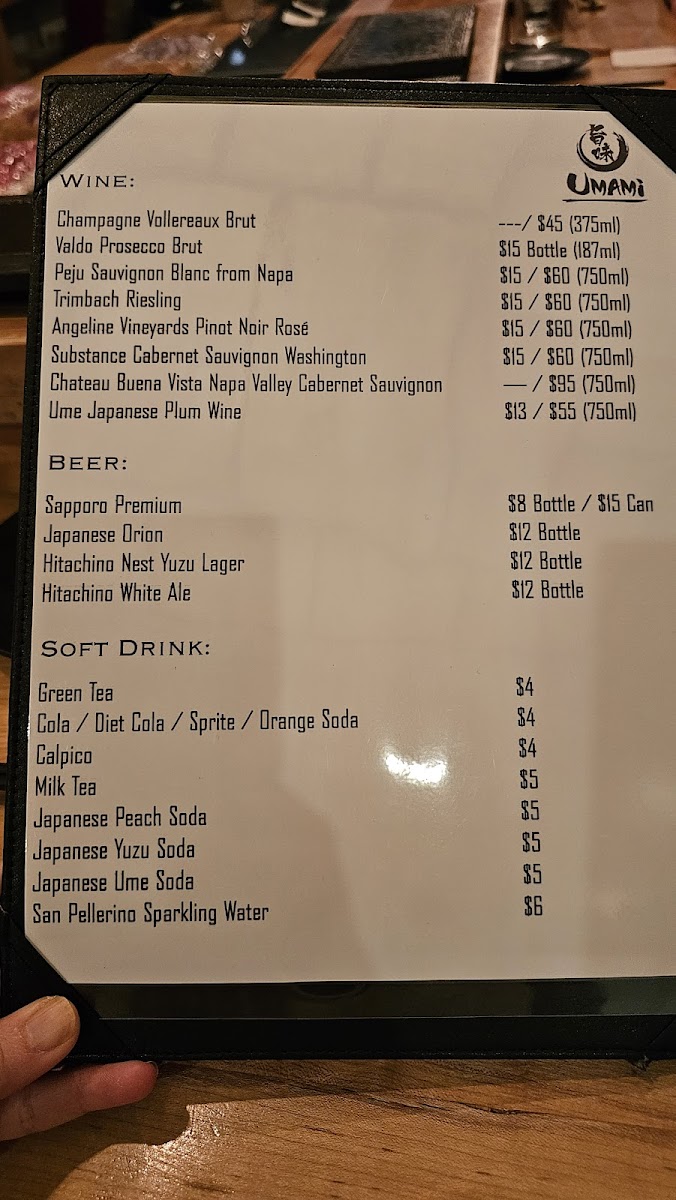 旨味
UMAMI
WINE:
Champagne Vollereaux Brut ---/ $45 (375ml)
Valdo Prosecco Brut $15 Bottle (187ml)
Peju Sauvignon Blanc from Napa $15 / $60 (750ml)
Trimbach Riesling $15 / $60 (750ml)
Angeline Vineyards Pinot Noir Rosé $15 / $60 (750ml)
Substance Cabernet Sauvignon Washington $15 / $60 (750ml)
Chateau Buena Vista Napa Valley Cabernet Sauvignon — / $95 (750ml)
Ume Japanese Plum Wine $13 / $55 (750ml)
BEER:
Sapporo Premium $8 Bottle / $15 Can
Japanese Orion $12 Bottle
Hitachino Nest Yuzu Lager $12 Bottle
Hitachino White Ale $12 Bottle
SOFT DRINK:
Green Tea $4
Cola / Diet Cola / Sprite / Orange Soda $4
Calpico $4
Milk Tea $5
Japanese Peach Soda $5
Japanese Yuzu Soda $5
Japanese Ume Soda $5
San Pellerino Sparkling Water $6